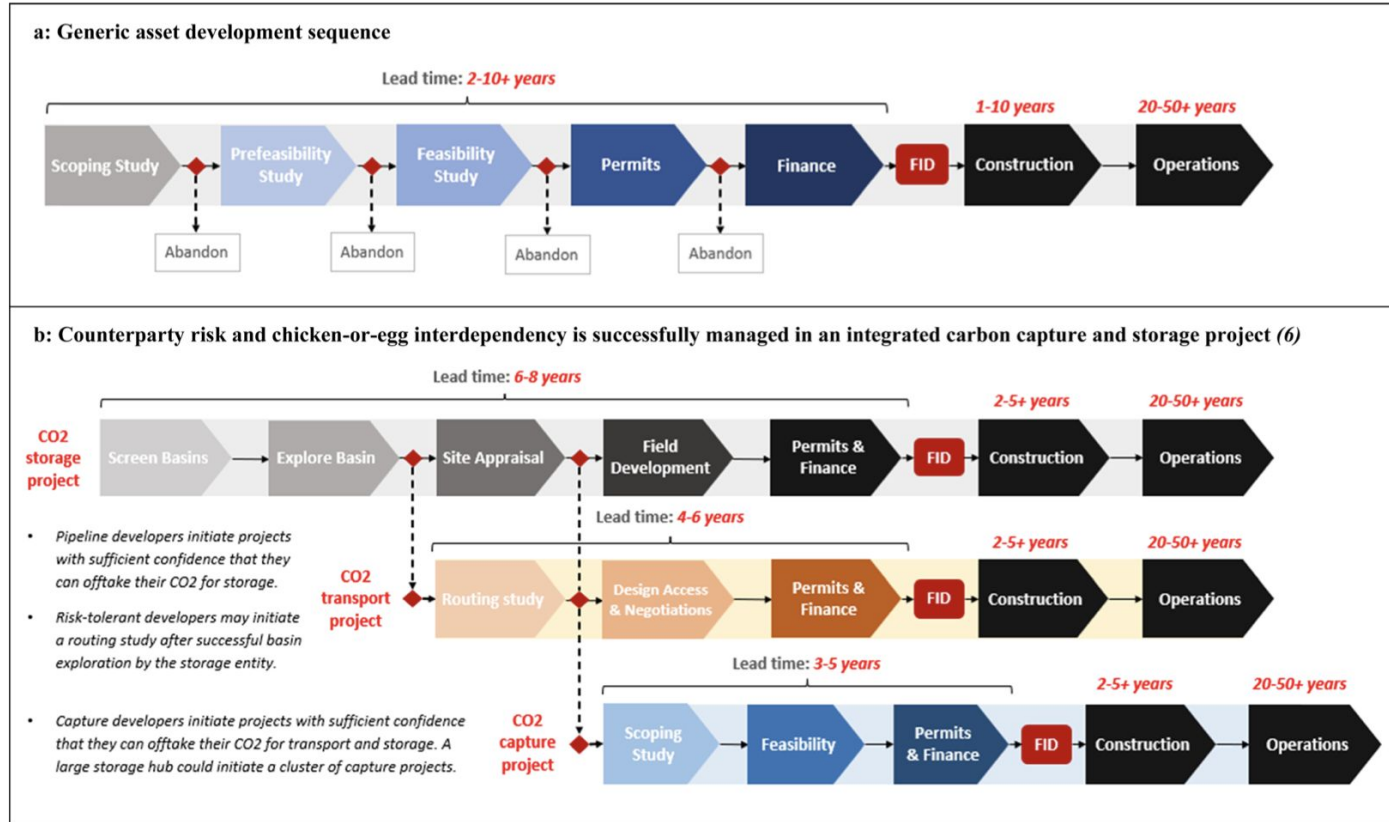 a: Generic asset development sequence
Lead time: 2-10+ years
1-10 years
20-50+ years
Scoping Study
Prefeasibility
Study
Feasibility
Study
Permits
Finance
FID
Construction
Operations
Abandon
Abandon
Abandon
Abandon
b: Counterparty risk and chicken-or-egg interdependency is successfully managed in an integrated carbon capture and storage project (6)
Lead time: 6-8 years
2-5+ years
20-50+ years
CO2
storage
project
Screen Basins
Explore Basin
Site Appraisal
Field
Development
Permits &
Finance
FID
Construction
Operations
• Pipeline developers initiate projects
with sufficient confidence that they
can offtake their CO2 for storage.
• Risk-tolerant developers may initiate
a routing study after successful basin
exploration by the storage entity.
Lead time: 4-6 years
2-5+ years
20-50+ years
CO2
transport
project
Routing study
Design Access
& Negotiations
Permits &
Finance
FID
Construction
Operations
• Capture developers initiate projects with sufficient confidence
that they can offtake their CO2 for transport and storage. A
large storage hub could initiate a cluster of capture projects.
Lead time: 3-5 years
2-5+ years
20-50+ years
CO2
capture
project
Scoping
Study
Feasibility
Permits
& Finance
FID
Construction
Operations